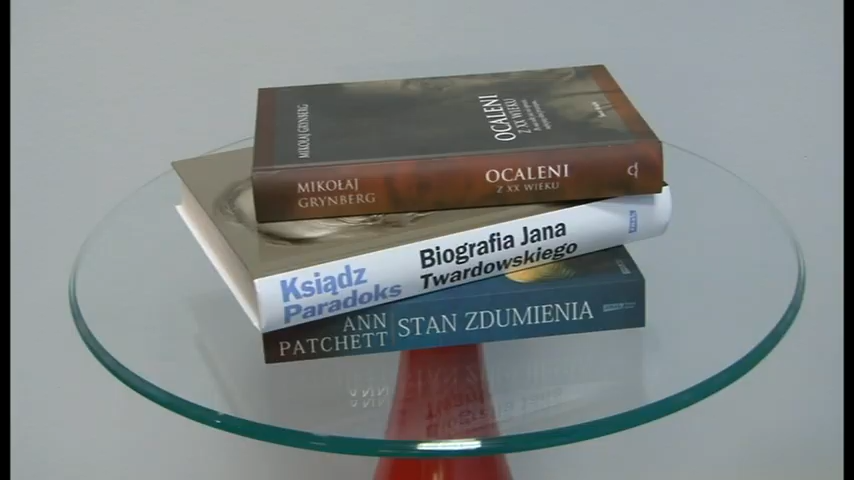 MIKOŁAJ GRYNBERG
OCALENI
Z XX WIEKU
MIKOŁAJ
GRYNBERG
OCALENI
Z XX WIEKU
Ksiądz
Paradoks
Biografia Jana
Twardowskiego
znak
ANN
PATCHETT
STAN ZDUMIENIA